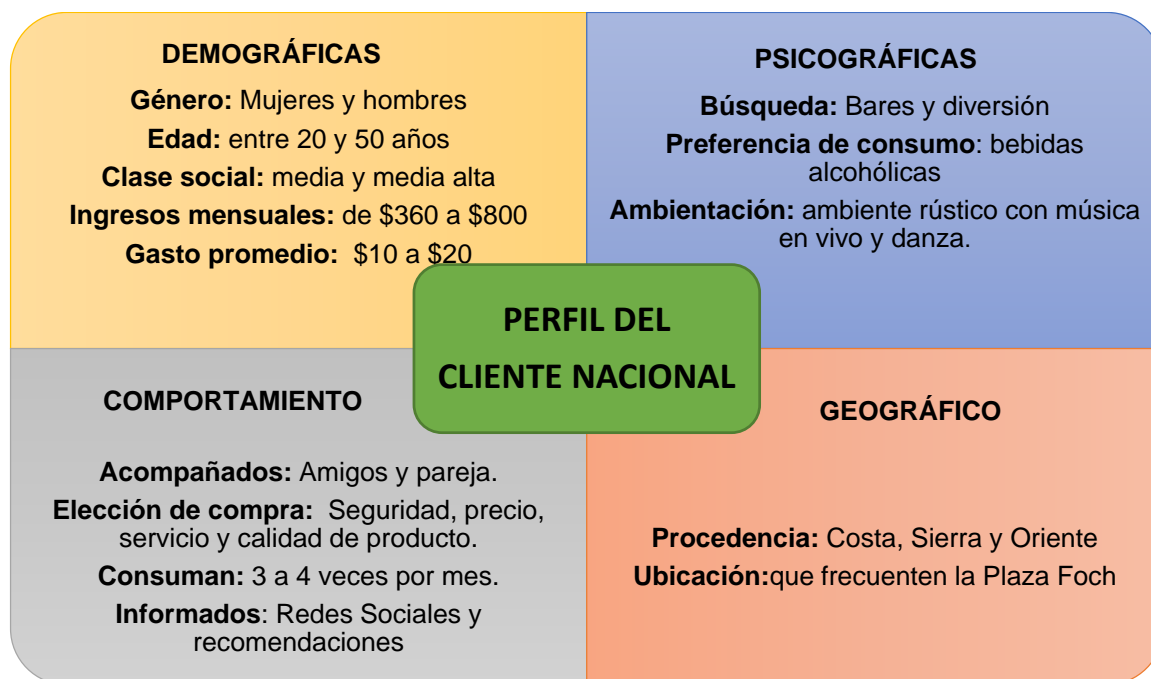 DEMOGRÁFICAS
Género: Mujeres y hombres
Edad: entre 20 y 50 años
Clase social: media y media alta
Ingresos mensuales: de $360 a $800
Gasto promedio:  $10 a $20
PSICOGRÁFICAS
Búsqueda: Bares y diversión
Preferencia de consumo: bebidas
alcohólicas
Ambientación: ambiente rústico con música
en vivo y danza.
PERFIL DEL
CLIENTE NACIONAL
COMPORTAMIENTO
Acompañados: Amigos y pareja.
Elección de compra:  Seguridad, precio,
servicio y calidad de producto.
Consuman: 3 a 4 veces por mes.
Informados: Redes Sociales y
recomendaciones
GEOGRÁFICO
Procedencia: Costa, Sierra y Oriente
Ubicación:que frecuenten la Plaza Foch